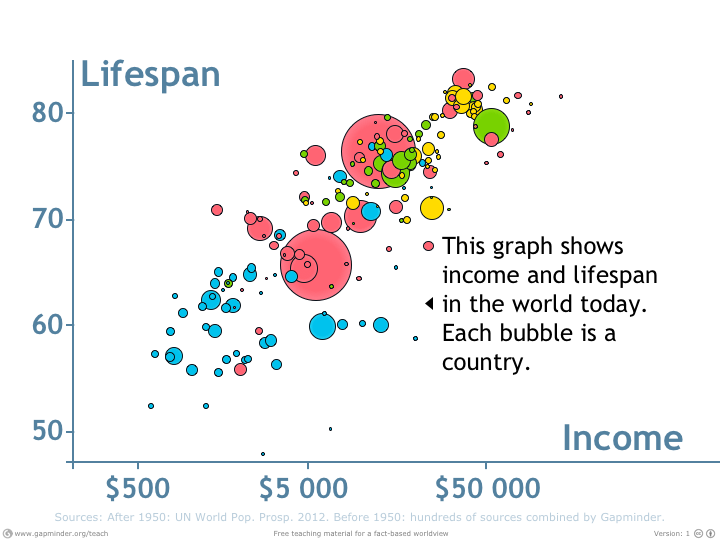 Lifespan
80
70
60
50
This graph shows
income and lifespan
in the world today.
Each bubble is a
country.
Income
$500
$5 000
$50 000
Sources: After 1950: UN World Pop. Prosp. 2012. Before 1950: hundreds of sources combined by Gapminder.
www.gapminder.org/teach
Free teaching material for a fact-based worldview
Version: 1